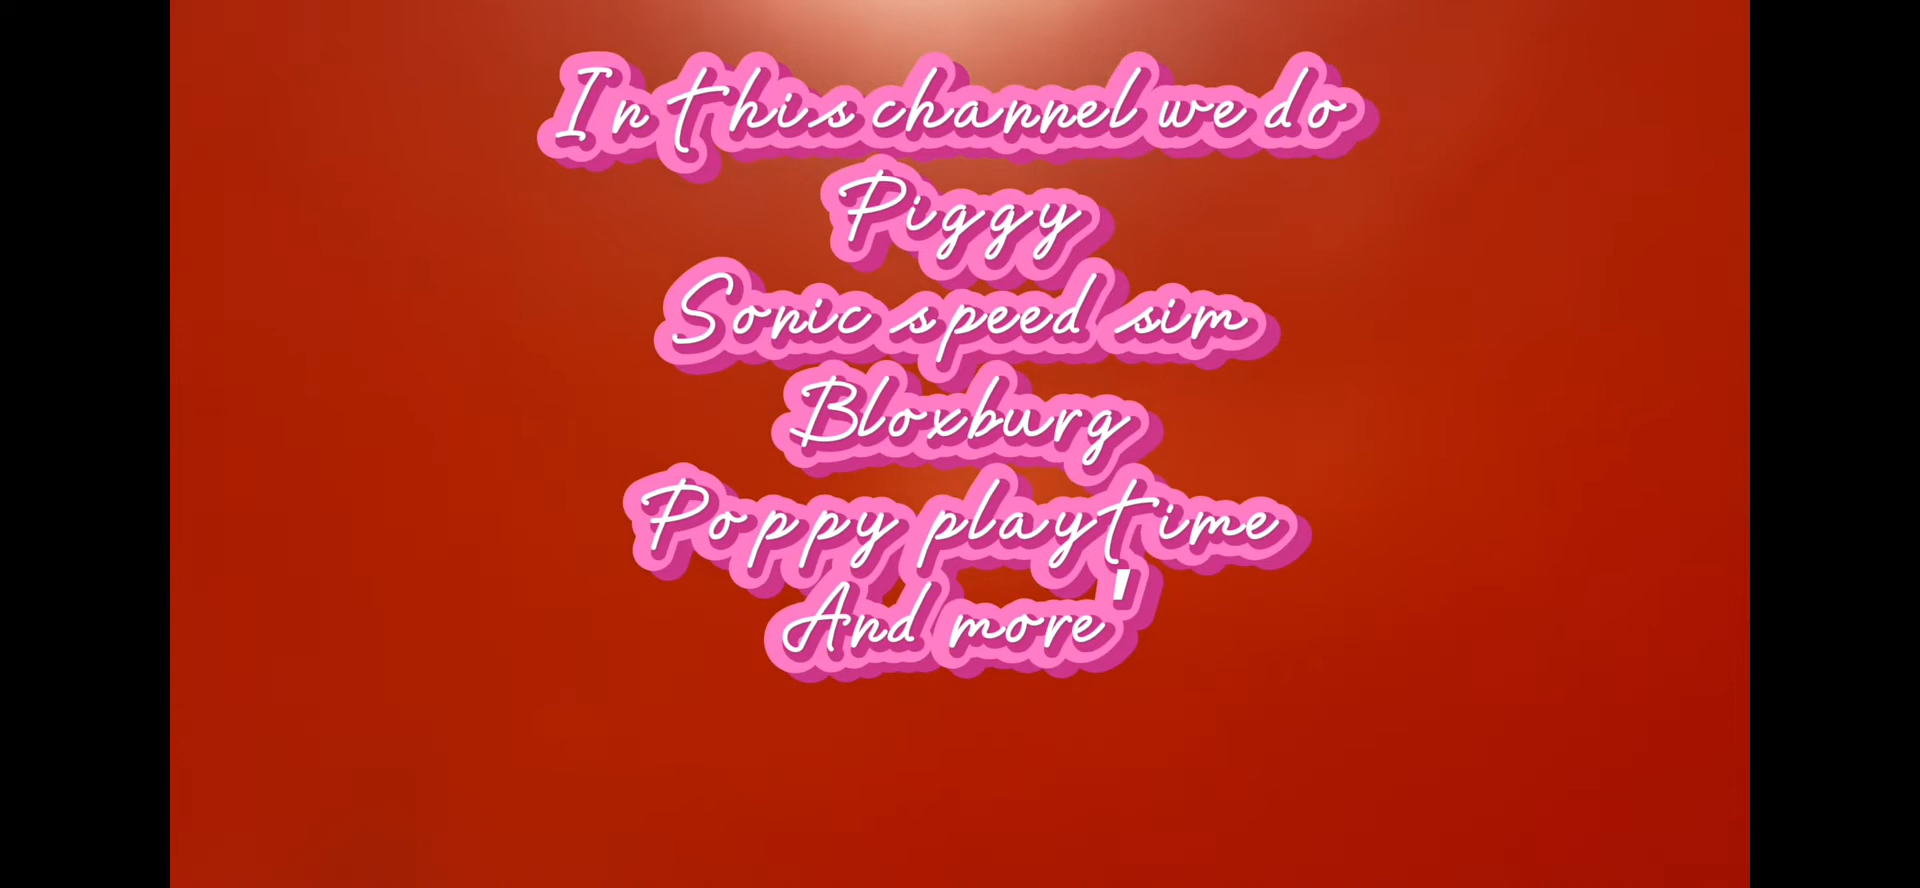 In this channel we do
Piggy
Sonic speed sim
Bloxburg
Poppy playtime
And more'